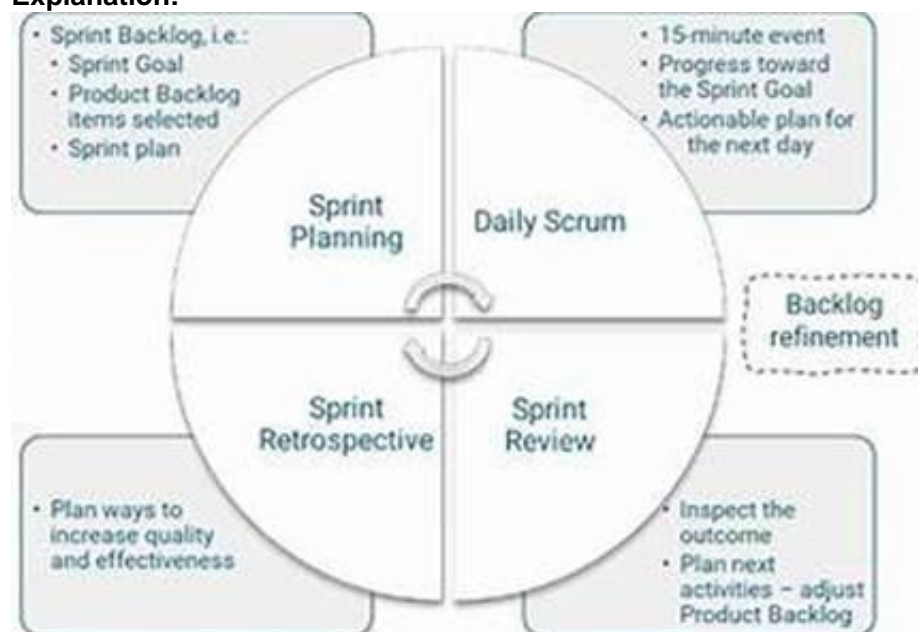 Explanation:
• Sprint Backlog, i.e.:
• Sprint Goal
• Product Backlog
items selected
• Sprint plan
• 15-minute event
• Progress toward
the Sprint Goal
• Actionable plan for
the next day
Sprint
Planning
Daily Scrum
Backlog
refinement
Sprint
Retrospective
Sprint
Review
• Plan ways to
increase quality
and effectiveness
• Inspect the
outcome
• Plan next
activities – adjust
Product Backlog